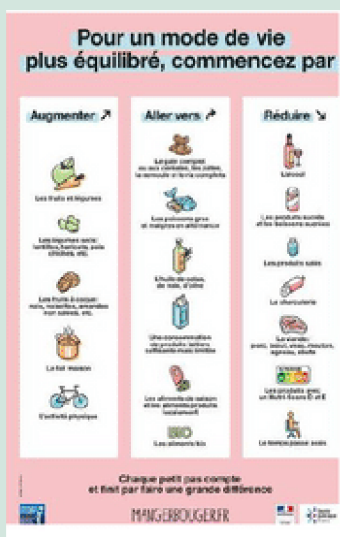 Pour un mode de vie
plus équilibré, commencez par
Augmenter ↗
Les fruits et légumes
Les légumes secs:
lentilles, haricots, pois
chiches, etc.
Les fruits à coque:
noix, noisettes, amandes
non salées, etc.
Le fait maison
L'activité physique
Aller vers ↗
Le pain complet
ou aux céréales, les pâtes,
la semoule et le riz complets
Les poissons gras
et maigres en alternance
L'huile de colza,
de noix, d'olive
Une consommation
de produits laitiers
suffisante mais limitée
Les aliments de saison
et les aliments produits
localement
BIO
Les aliments bio
Réduire ↘
L'alcool
Les produits sucrés
et les boissons sucrées
Les produits salés
La charcuterie
La viande:
porc, bœuf, veau, mouton,
agneau, abats
Les produits avec
un Nutri-Score D et E
Le temps passé assis
Chaque petit pas compte
et finit par faire une grande différence
MANGERBOUGER.FR